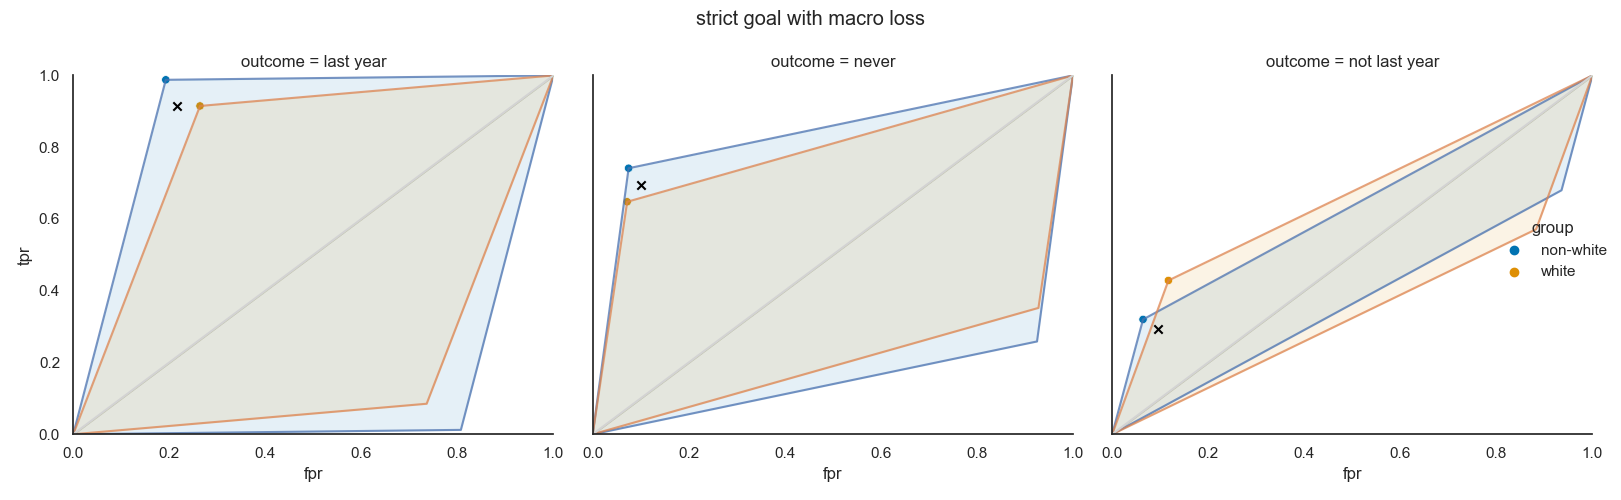 strict goal with macro loss
outcome = last year
outcome = never
outcome = not last year
tpr
1.0
0.8
0.6
0.4
0.2
0.0
0.0 0.2 0.4 0.6 0.8 1.0
fpr
0.0 0.2 0.4 0.6 0.8 1.0
fpr
0.0 0.2 0.4 0.6 0.8 1.0
fpr
group
non-white
white